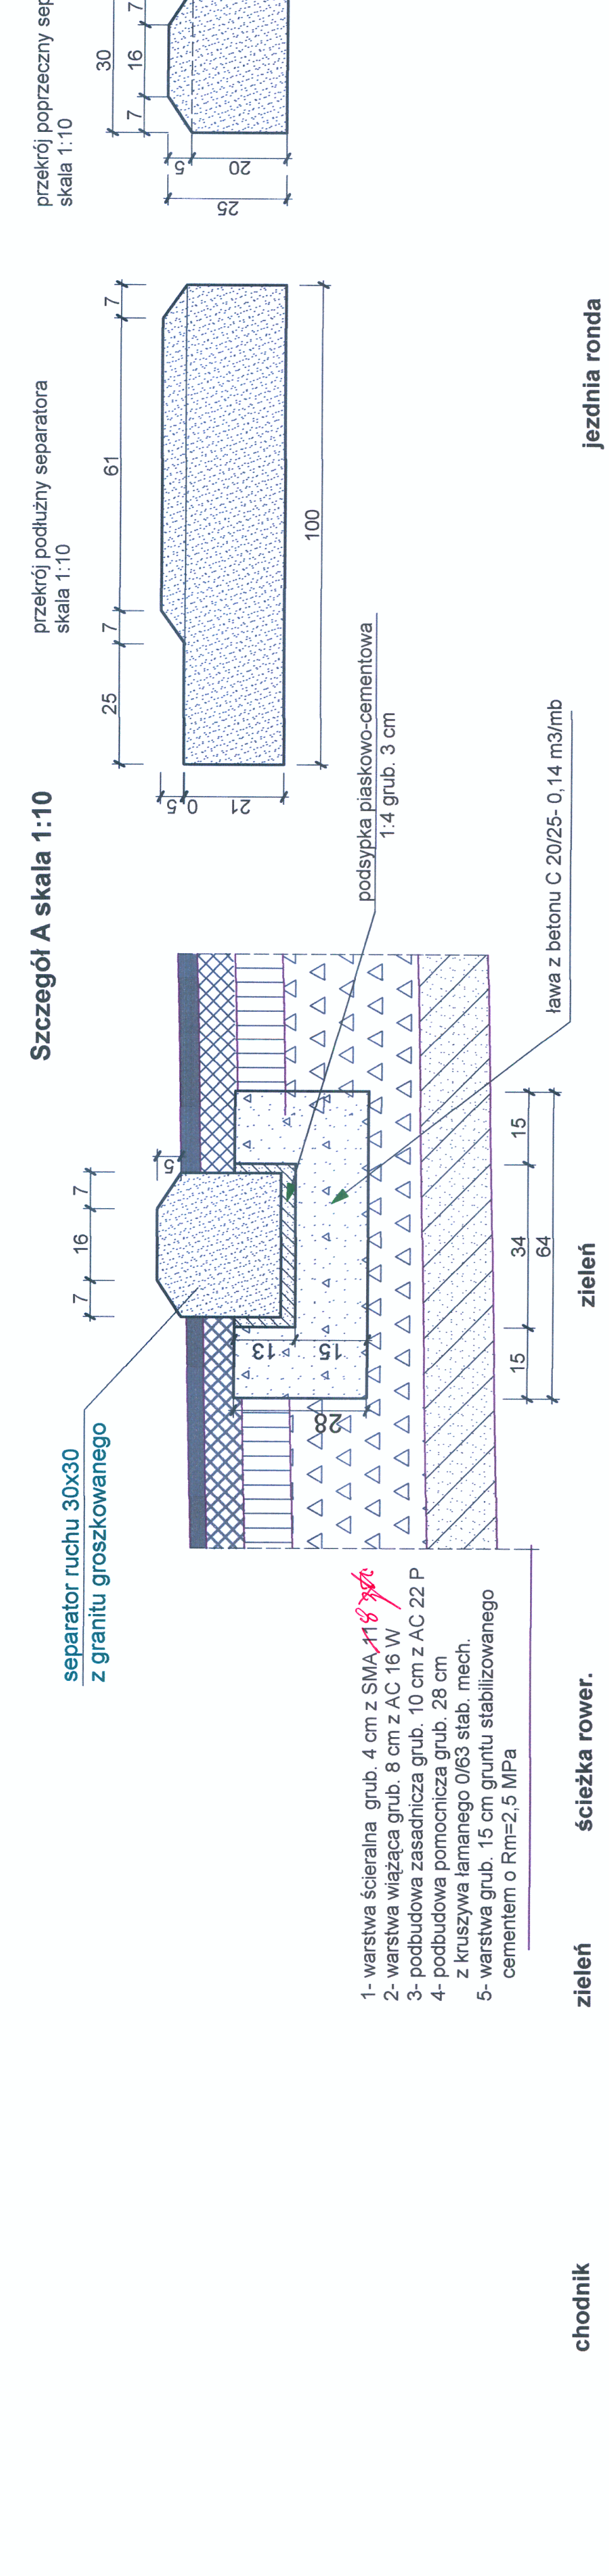 Szczegół A skala 1:10
separator ruchu 30x30
z granitu groszkowanego
7
16
7
5
13
15
28
15
34
15
64
podsypka piaskowo-cementowa
1:4 grub. 3 cm
ława z betonu C 20/25- 0,14 m3/mb
1- warstwa ścieralna grub. 4 cm z SMA
2- warstwa wiążąca grub. 8 cm z AC 16 W
3- podbudowa zasadnicza grub. 10 cm z AC 22 P
4- podbudowa pomocnicza grub. 28 cm
z kruszywa łamanego 0/63 stab. mech.
5- warstwa grub. 15 cm gruntu stabilizowanego
cementem o Rm=2,5 MPa
przekrój podłużny separatora
skala 1:10
25
7
61
7
5
0
21
100
przekrój poprzeczny sep
skala 1:10
30
7
16
7
5
20
25
chodnik
zieleń
ścieżka rower.
zieleń
jezdnia ronda